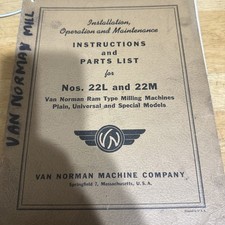 VAN NORMAN MILL
Installation,
Operation and Maintenance
INSTRUCTIONS
and
PARTS LIST
for
Nos. 22L and 22M
Van Norman Ram Type Milling Machines
Plain, Universal and Special Models
VN
VAN NORMAN MACHINE COMPANY
Springfield 7, Massachusetts, U. S. A.